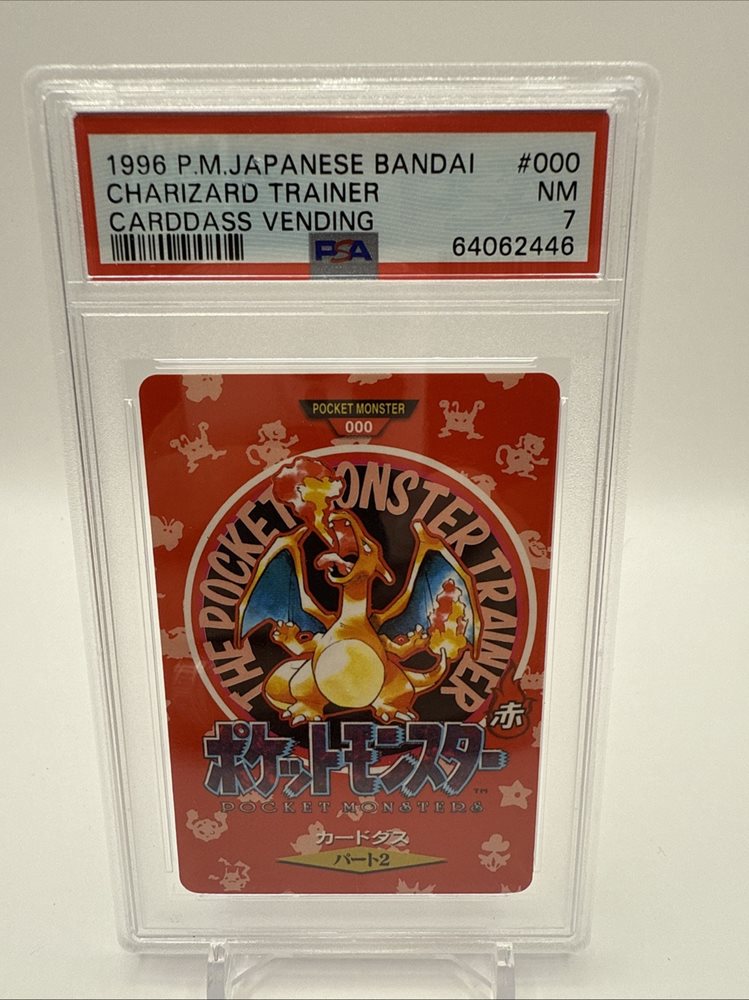 1996 P.M.JAPANESE BANDAI #000
CHARIZARD TRAINER NM
CARDDASS VENDING 7
PSA 64062446
POCKET MONSTER
000
THE POCKET MONSTER TRAINER
赤
ポケットモンスター
TM
POCKET MONSTERS
カードダス
パート2